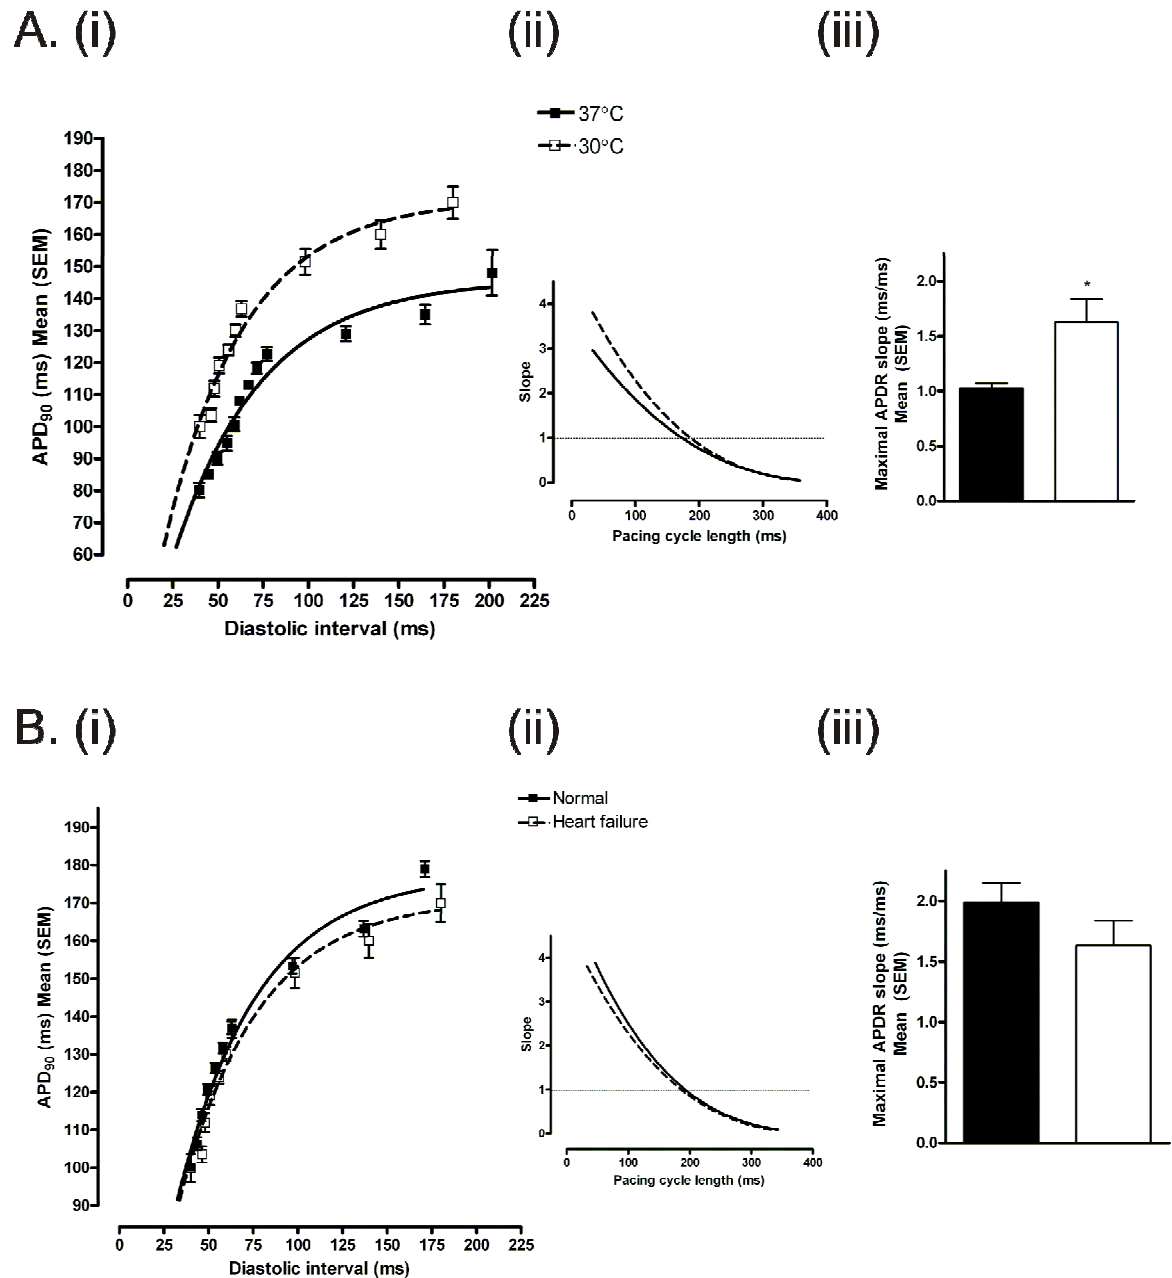 A. (i)
(ii)
(iii)
37°C
30°C
190
180
170
160
150
140
130
120
110
100
90
80
70
60
APD90 (ms) Mean (SEM)
0 25 50 75 100 125 150 175 200 225
Diastolic interval (ms)
4
3
2
1
0
Slope
0 100 200 300 400
Pacing cycle length (ms)
2.0
1.5
1.0
0.5
0.0
Maximal APDR slope (ms/ms)
Mean (SEM)
*
B. (i)
(ii)
(iii)
Normal
Heart failure
190
180
170
160
150
140
130
120
110
100
90
APD90 (ms) Mean (SEM)
0 25 50 75 100 125 150 175 200 225
Diastolic interval (ms)
4
3
2
1
0
Slope
0 100 200 300 400
Pacing cycle length (ms)
2.0
1.5
1.0
0.5
0.0
Maximal APDR slope (ms/ms)
Mean (SEM)